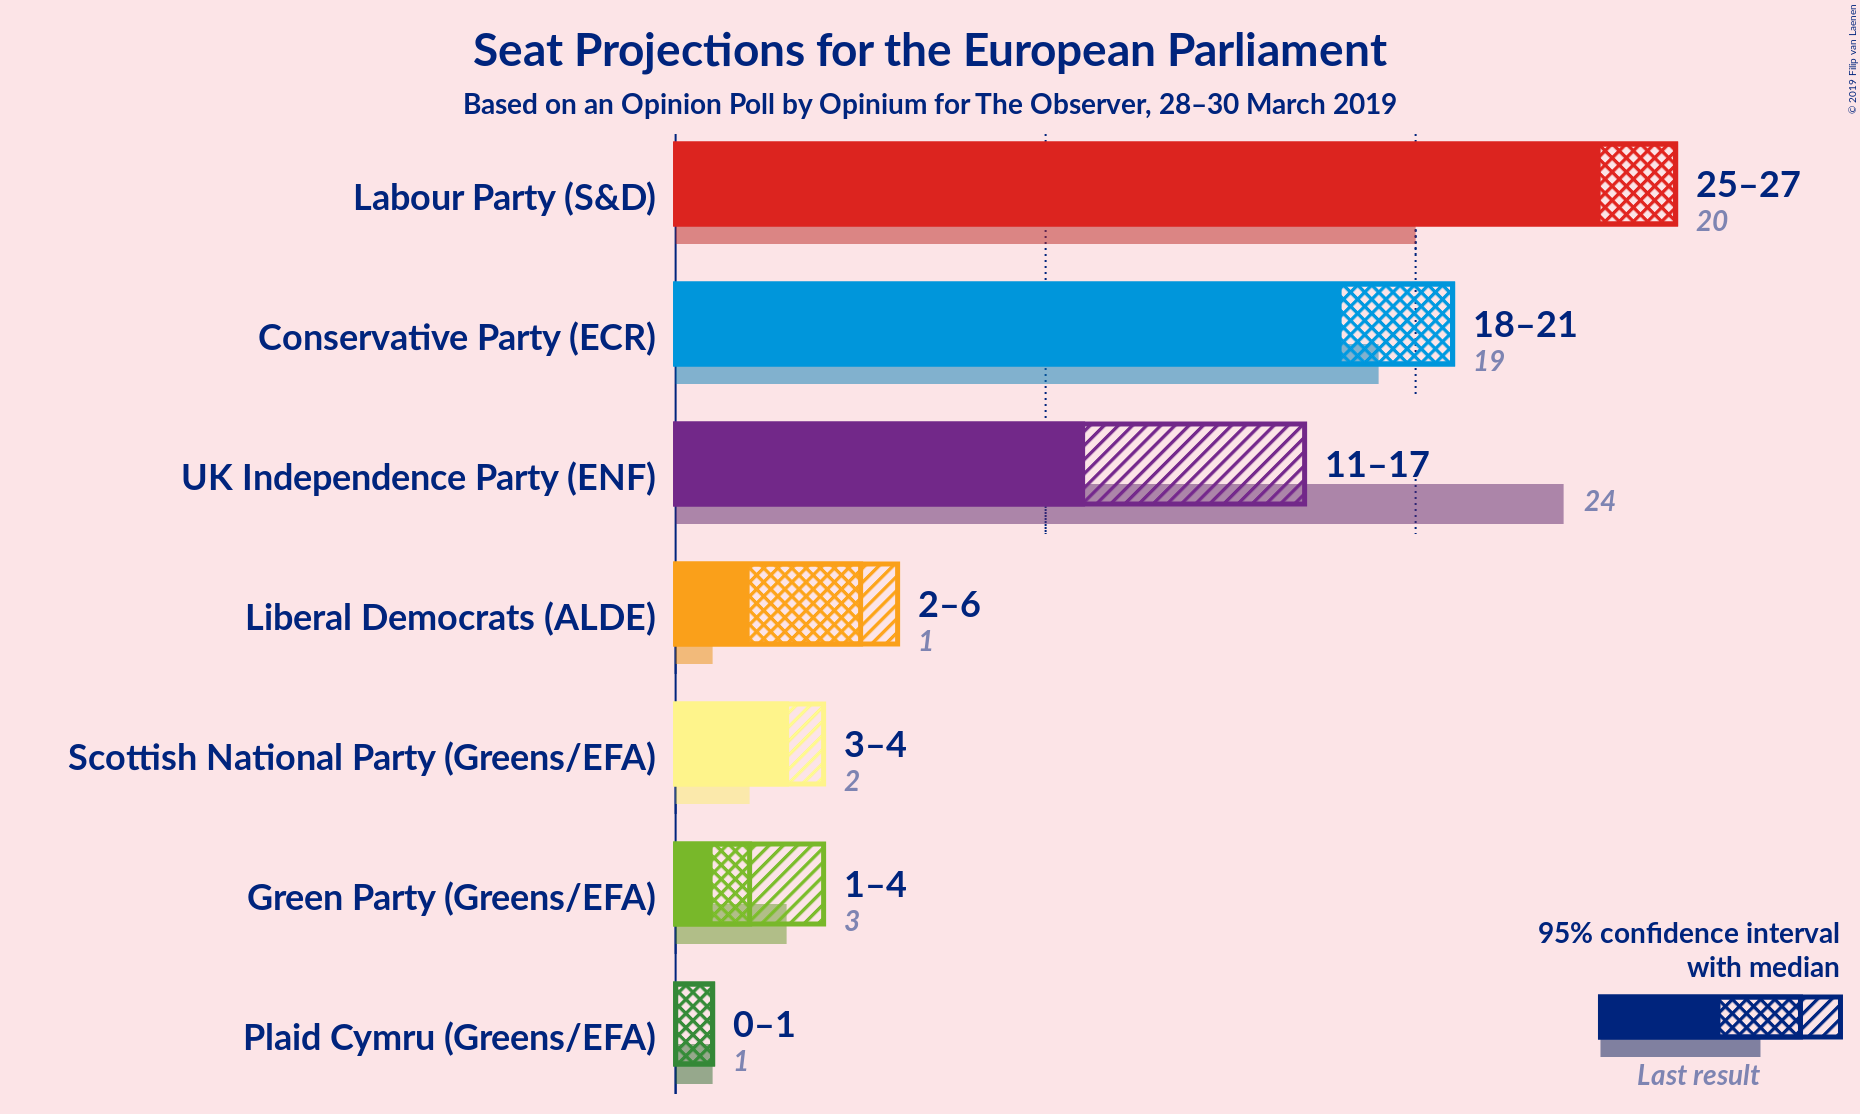 Seat Projections for the European Parliament
Based on an Opinion Poll by Opinium for The Observer, 28–30 March 2019
© 2019 Filip van Laenen
Labour Party (S&D)
25–27
20
Conservative Party (ECR)
18–21
19
UK Independence Party (ENF)
11–17
24
Liberal Democrats (ALDE)
2–6
1
Scottish National Party (Greens/EFA)
3–4
2
Green Party (Greens/EFA)
1–4
3
Plaid Cymru (Greens/EFA)
0–1
1
95% confidence interval
with median
Last result